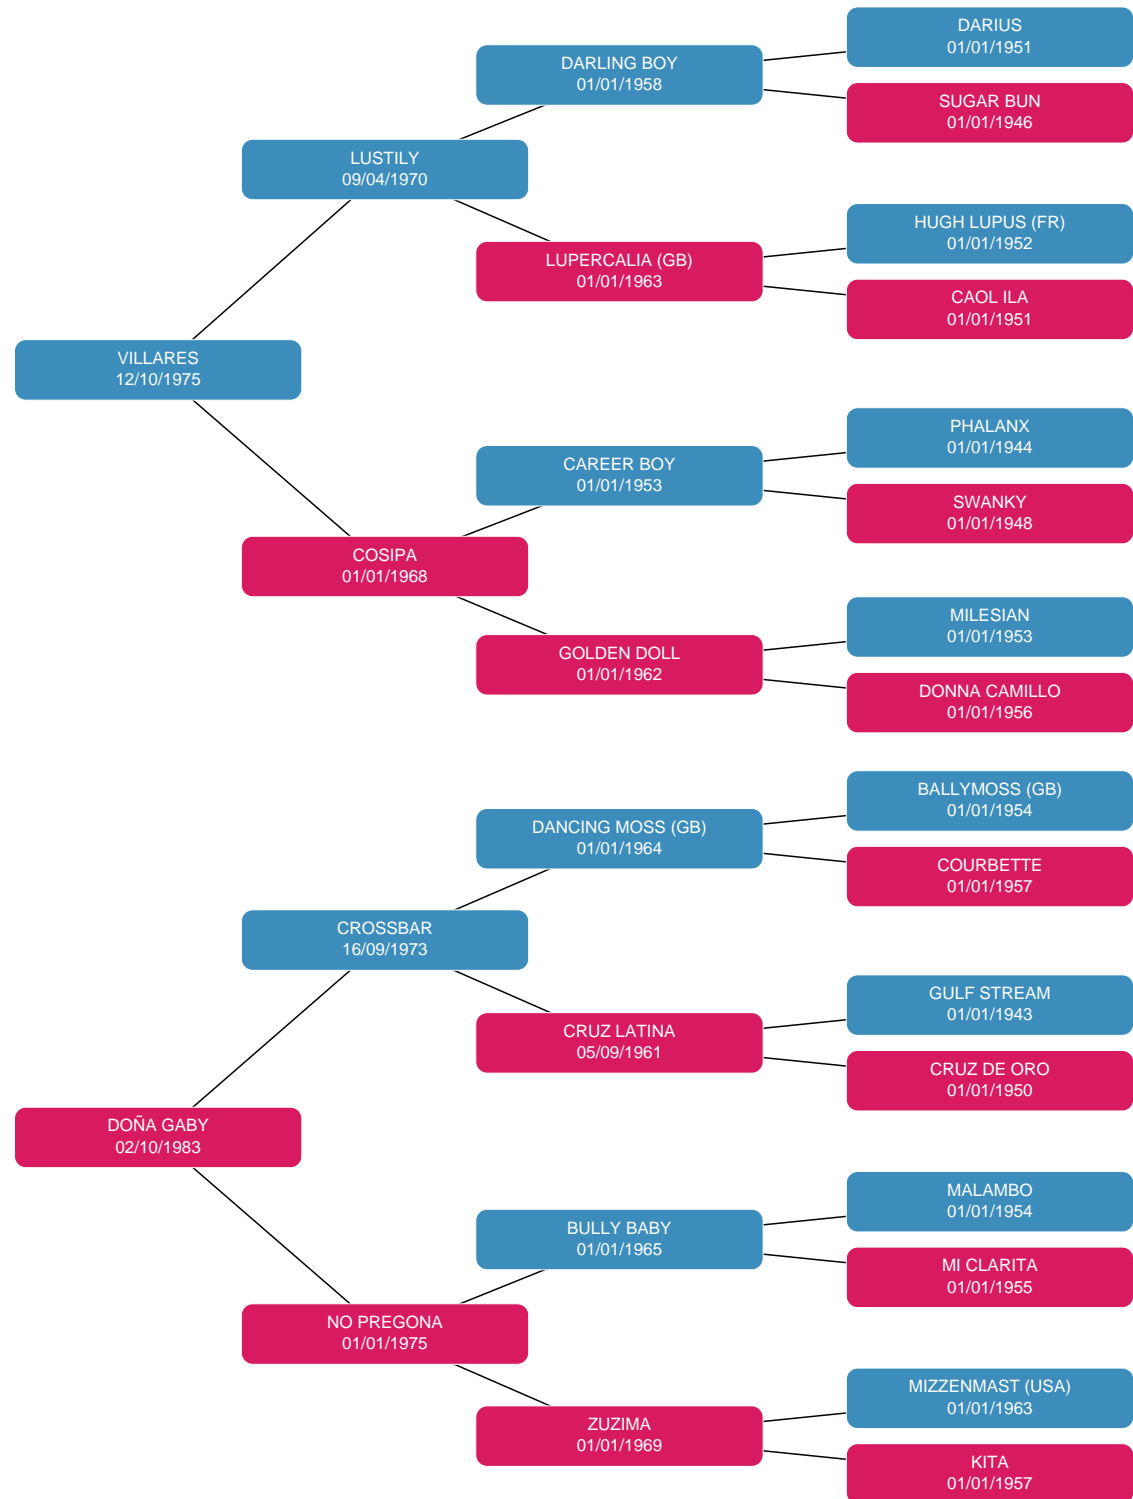 DARIUS
01/01/1951
DARLING BOY
01/01/1958
SUGAR BUN
01/01/1946
LUSTILY
09/04/1970
HUGH LUPUS (FR)
01/01/1952
LUPERCALIA (GB)
01/01/1963
CAOL ILA
01/01/1951
VILLARES
12/10/1975
PHALANX
01/01/1944
CAREER BOY
01/01/1953
SWANKY
01/01/1948
COSIPA
01/01/1968
MILESIAN
01/01/1953
GOLDEN DOLL
01/01/1962
DONNA CAMILLO
01/01/1956
BALLYMOSS (GB)
01/01/1954
DANCING MOSS (GB)
01/01/1964
COURBETTE
01/01/1957
CROSSBAR
16/09/1973
GULF STREAM
01/01/1943
CRUZ LATINA
05/09/1961
CRUZ DE ORO
01/01/1950
DOÑA GABY
02/10/1983
MALAMBO
01/01/1954
BULLY BABY
01/01/1965
MI CLARITA
01/01/1955
NO PREGONA
01/01/1975
MIZZENMAST (USA)
01/01/1963
ZUZIMA
01/01/1969
KITA
01/01/1957